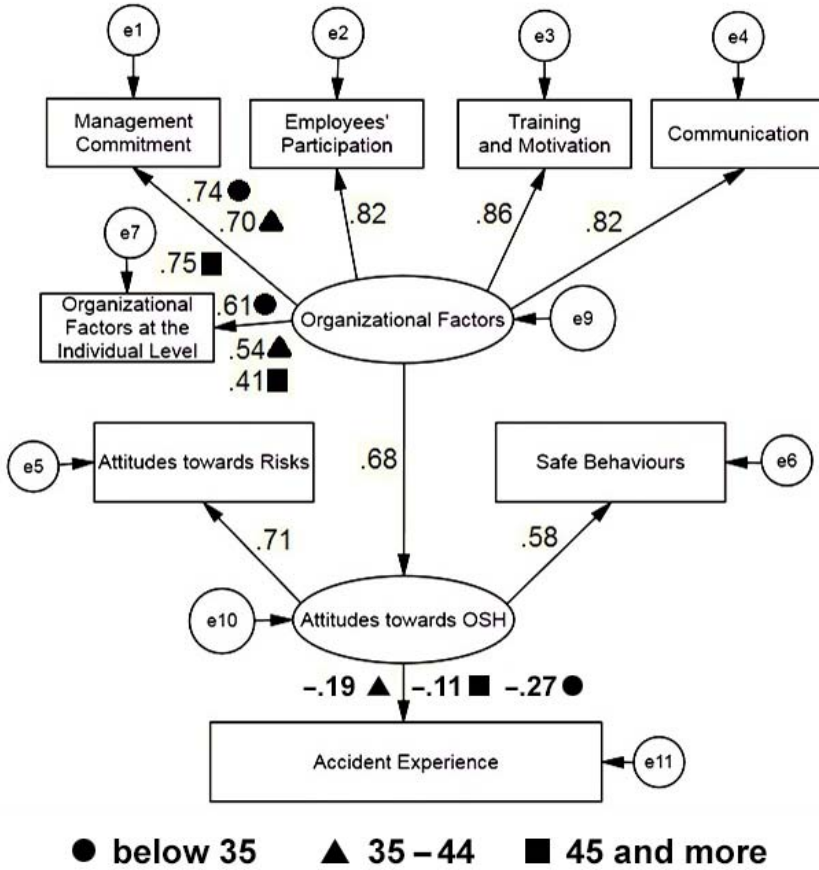 e1
e2
e3
e4
Management
Commitment
Employees'
Participation
Training
and Motivation
Communication
.74
.70
.82
.86
.82
e7
.75
Organizational
Factors at the
Individual Level
.61
.54
.41
Organizational Factors
e9
e5
Attitudes towards Risks
.68
Safe Behaviours
e6
.71
.58
e10
Attitudes towards OSH
–.19
–.11
–.27
Accident Experience
e11
below 35
35 – 44
45 and more